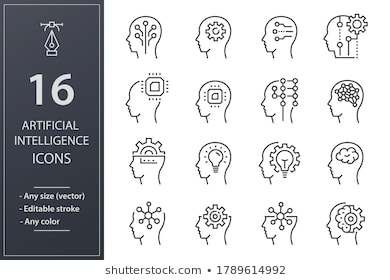 16
ARTIFICIAL
INTELLIGENCE
ICONS
- Any size (vector)
- Editable stroke
- Any color
shutterstock.com · 1789614992